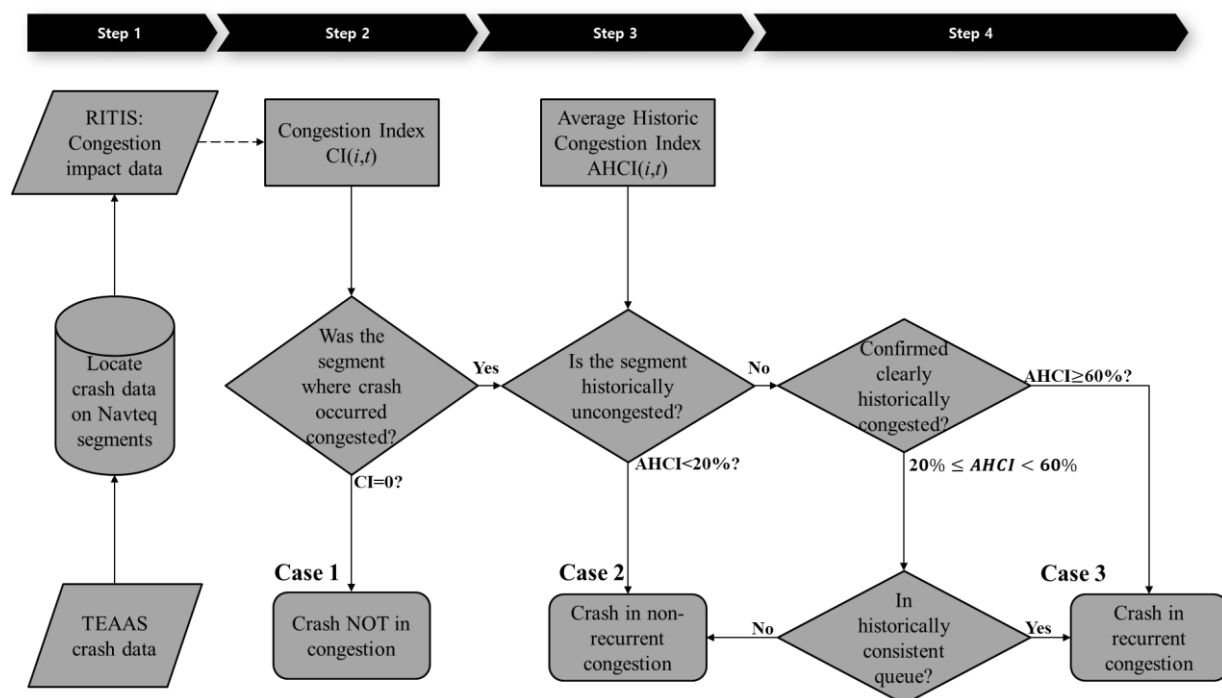 Step 1
Step 2
Step 3
Step 4
RITIS:
Congestion
impact data
Congestion Index
CI(i,t)
Average Historic
Congestion Index
AHCI(i,t)
Locate
crash data
on Navteq
segments
Was the
segment
where crash
occurred
congested?
Yes
Is the segment
historically
uncongested?
No
Confirmed
clearly
historically
congested?
AHCI≥60%?
CI=0?
AHCI<20%?
20% ≤ AHCI < 60%
TEAAS
crash data
Case 1
Crash NOT in
congestion
Case 2
Crash in non-
recurrent
congestion
No
In
historically
consistent
queue?
Yes
Case 3
Crash in
recurrent
congestion